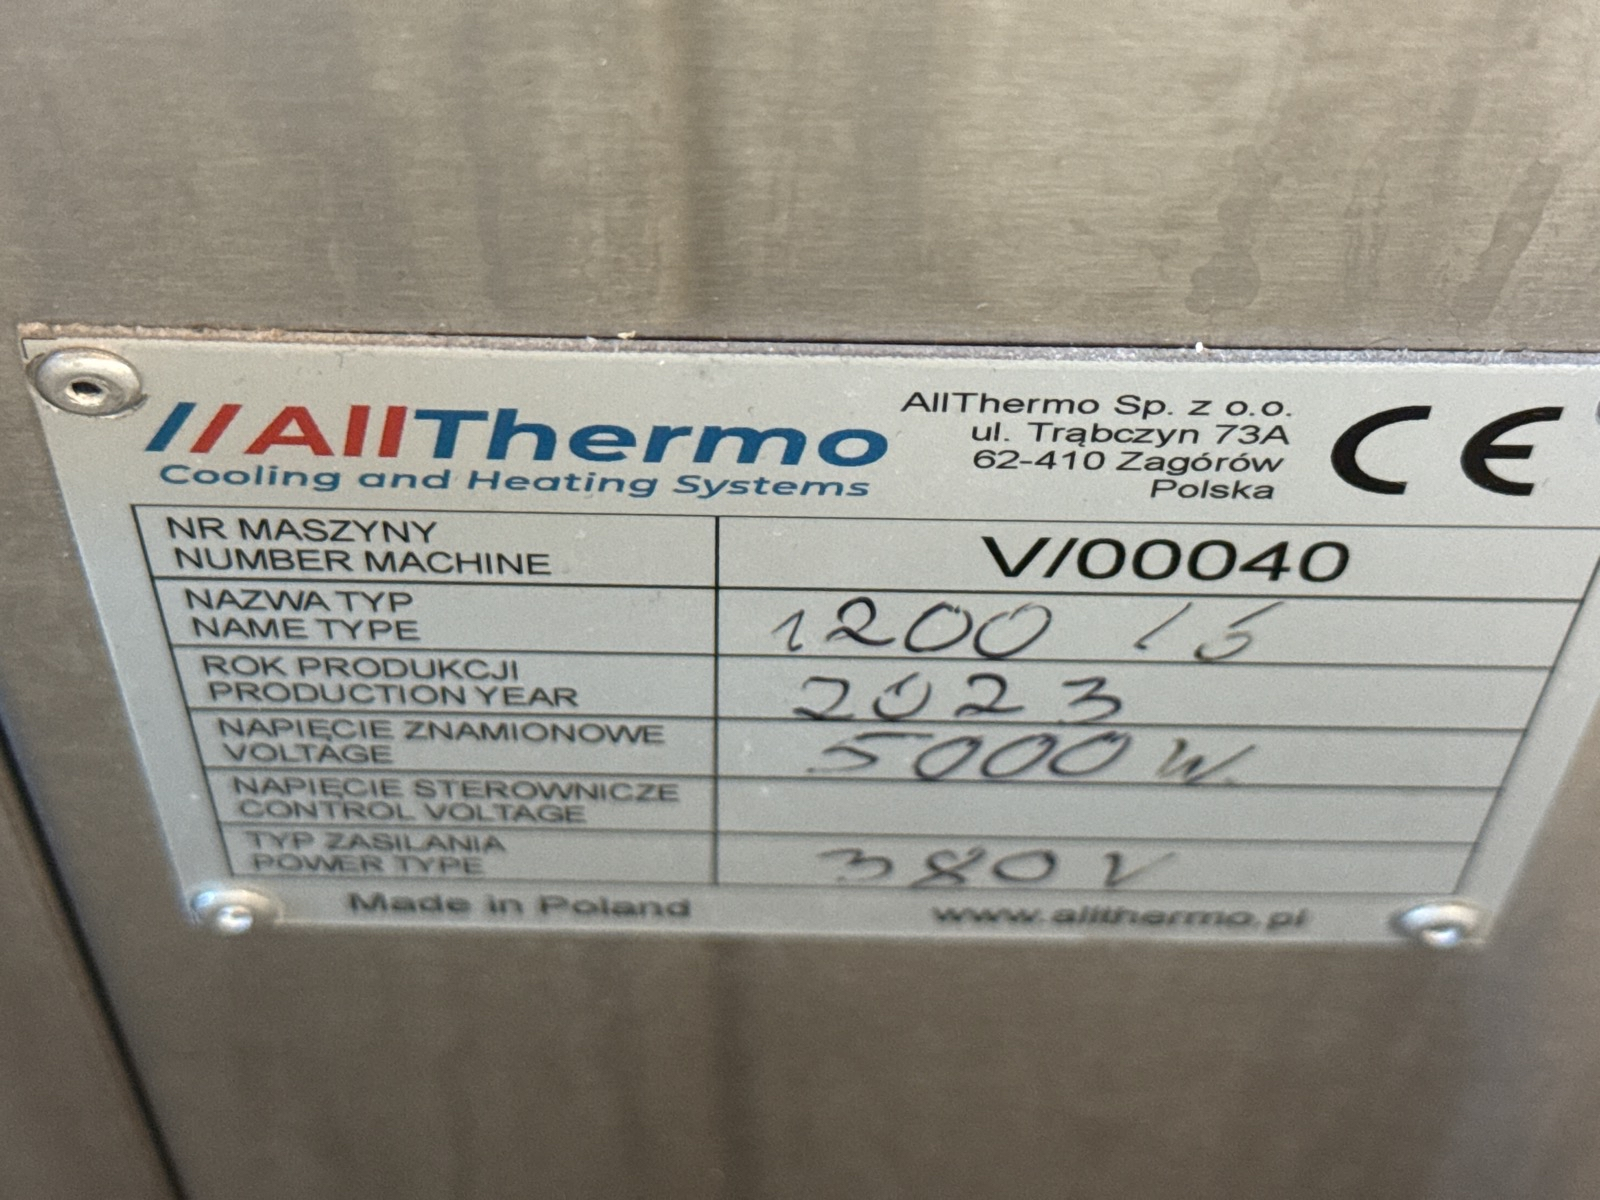 //AllThermo
Cooling and Heating Systems
AllThermo Sp. z o.o.
ul. Trąbczyn 73A
62-410 Zagórów
Polska
CE
NR MASZYNY
NUMBER MACHINE
V/00040
NAZWA TYP
NAME TYPE
1200
ROK PRODUKCJI
PRODUCTION YEAR
2023
NAPIĘCIE ZNAMIONOWE
VOLTAGE
5000 W
NAPIĘCIE STEROWNICZE
CONTROL VOLTAGE
TYP ZASILANIA
POWER TYPE
380 V
Made in Poland
www.allthermo.pl